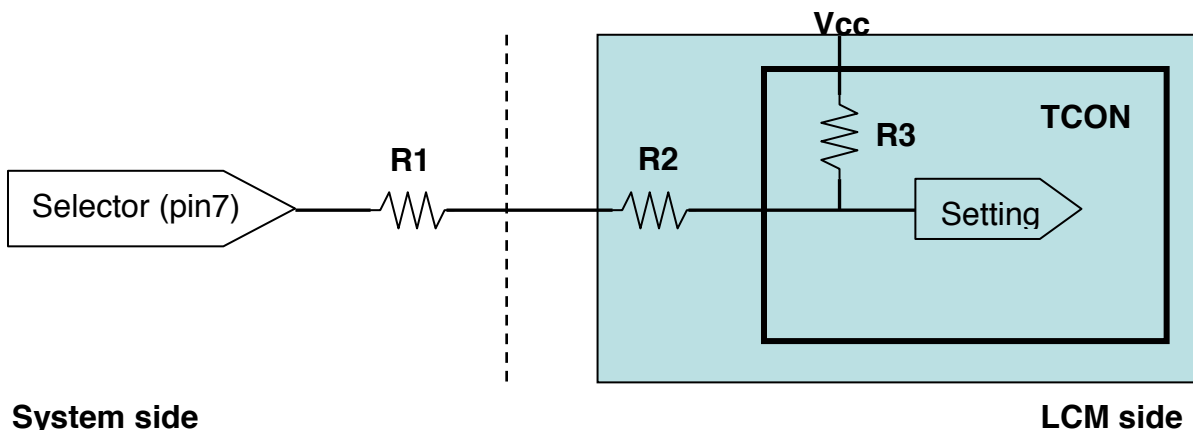 Vcc
TCON
R3
R1
R2
Selector (pin7)
Setting
System side
LCM side